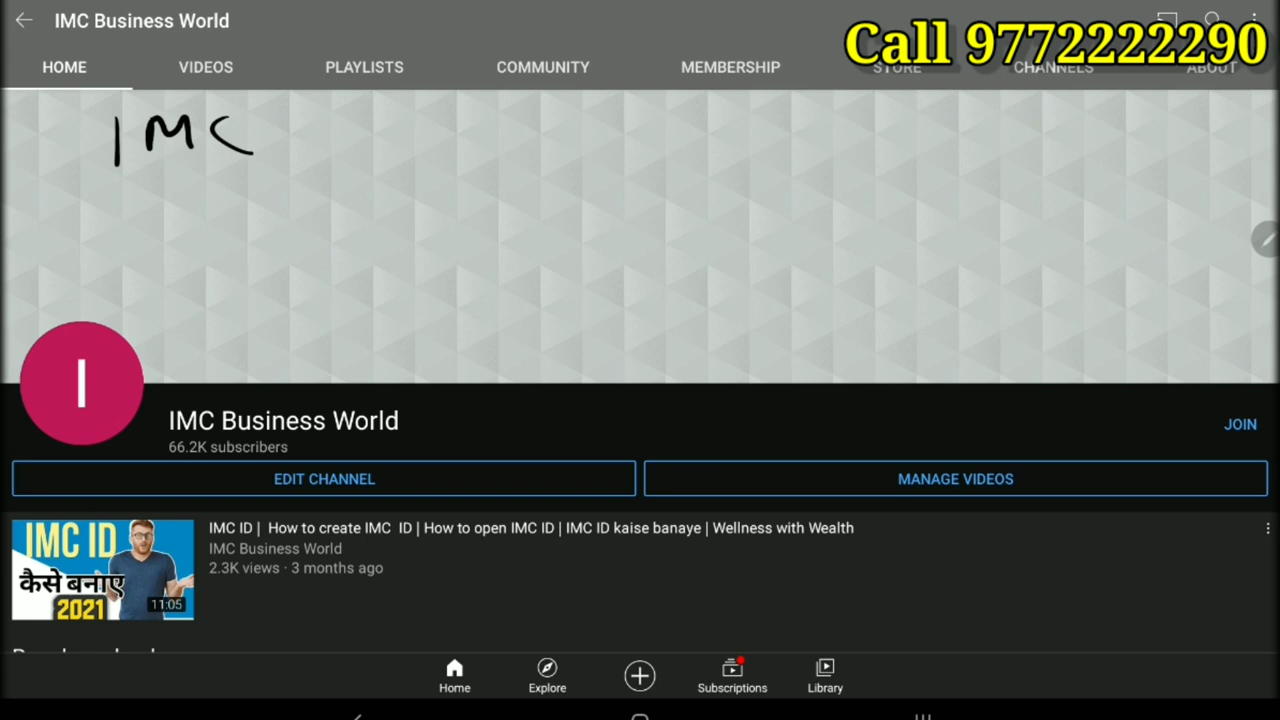 IMC Business World
Call 9772222290
HOME VIDEOS PLAYLISTS COMMUNITY MEMBERSHIP STORE CHANNELS ABOUT
IMC
I
IMC Business World
66.2K subscribers
JOIN
EDIT CHANNEL MANAGE VIDEOS
IMC ID
कैसे बनाए
2021
11:05
IMC ID | How to create IMC ID | How to open IMC ID | IMC ID kaise banaye | Wellness with Wealth
IMC Business World
2.3K views · 3 months ago
Home Explore Subscriptions Library